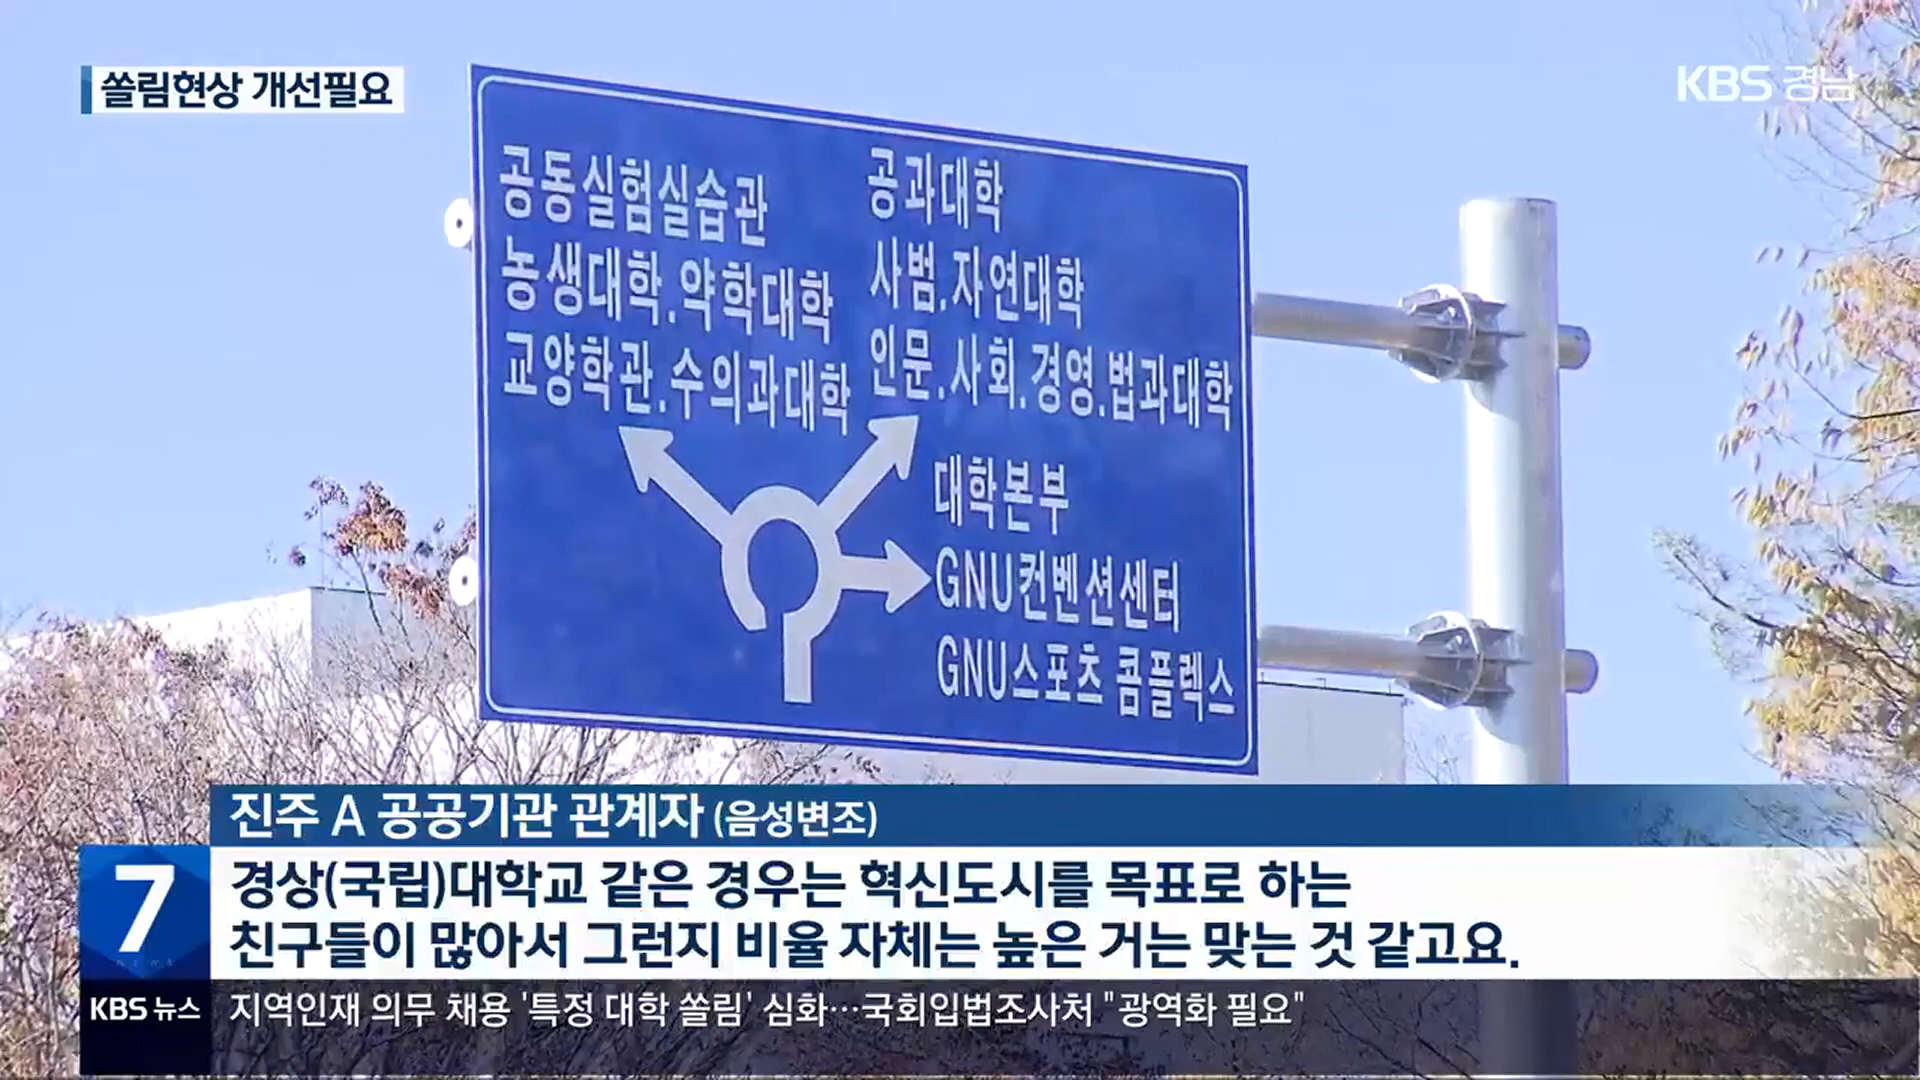 쏠림현상 개선필요
KBS 경남
공동실험실습관
농생대학.약학대학
교양학관.수의과대학
공과대학
사범.자연대학
인문.사회.경영.법과대학
대학본부
GNU컨벤션센터
GNU스포츠 콤플렉스
진주 A 공공기관 관계자 (음성변조)
7
NEWS
경상(국립)대학교 같은 경우는 혁신도시를 목표로 하는
친구들이 많아서 그런지 비율 자체는 높은 거는 맞는 것 같고요.
KBS 뉴스
지역인재 의무 채용 '특정 대학 쏠림' 심화…국회입법조사처 "광역화 필요"